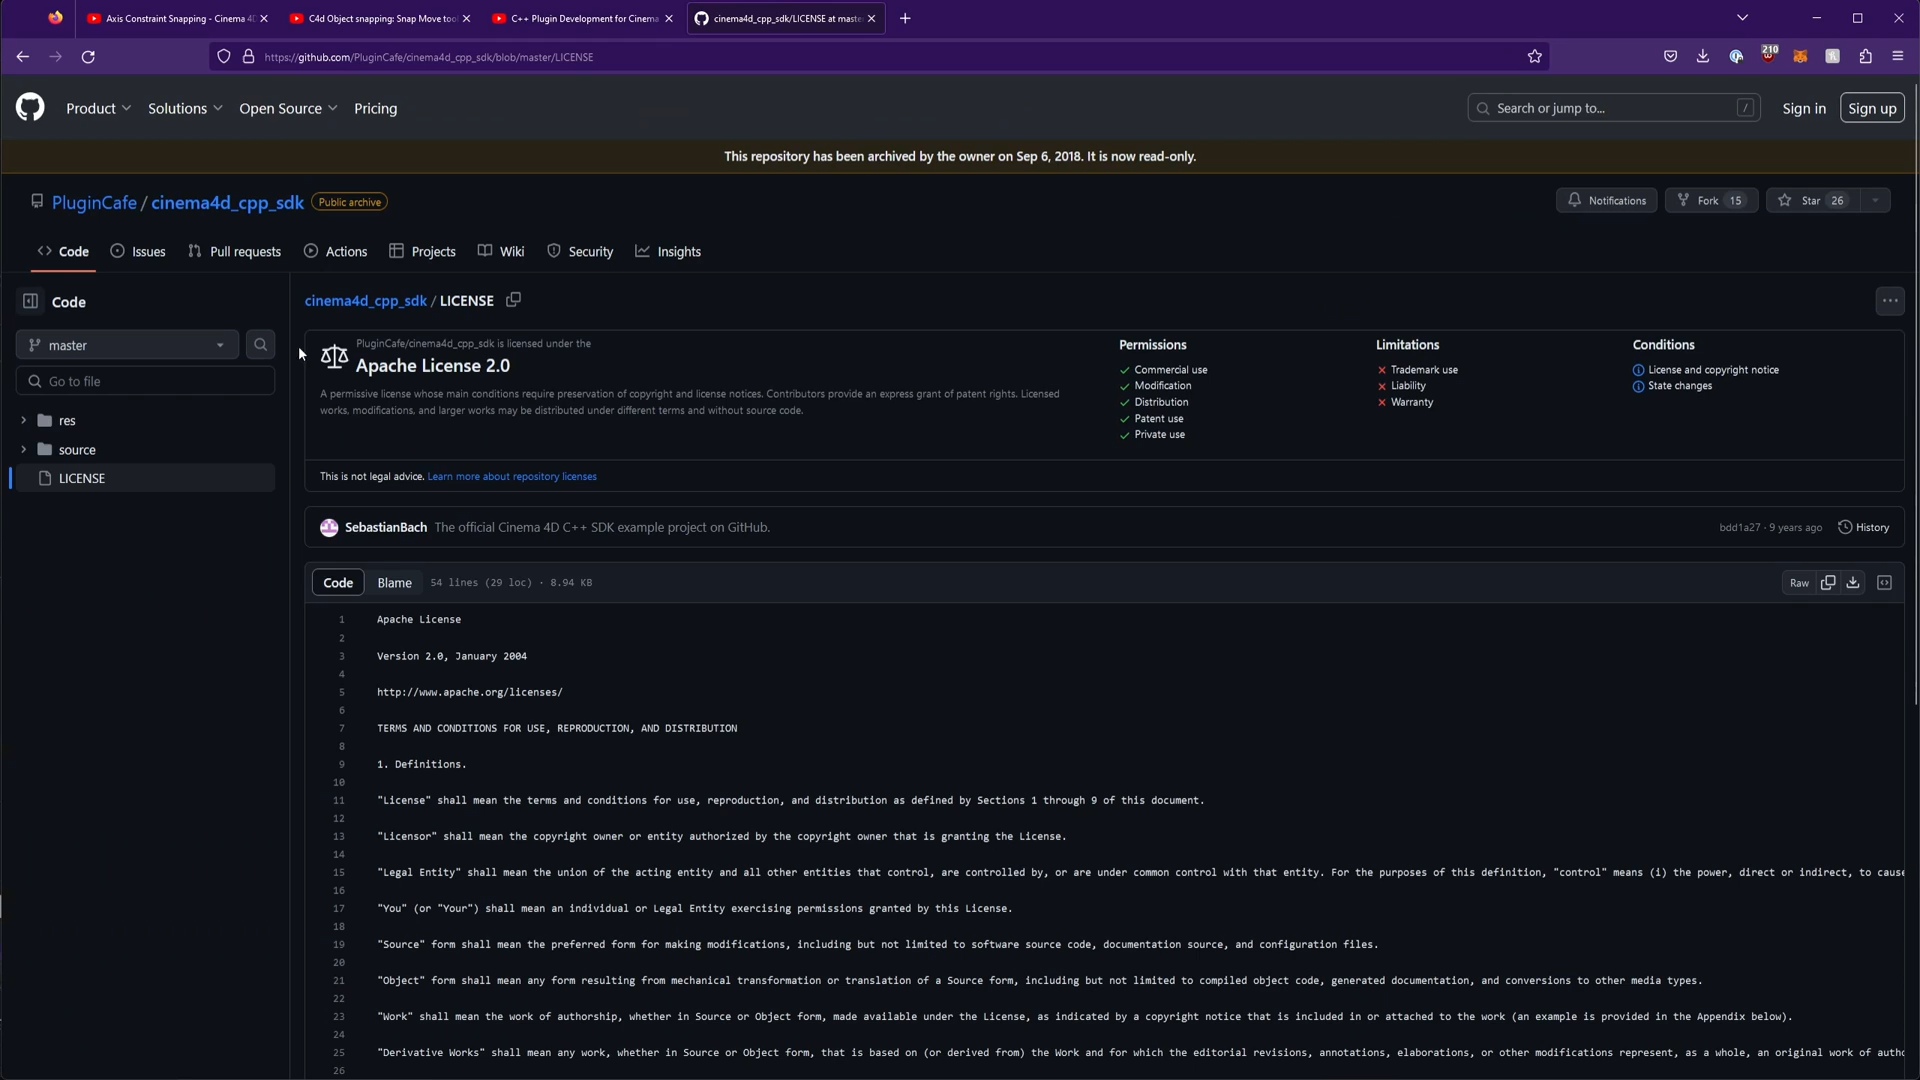 Axis Constraint Snapping - Cinema 4D
C4d Object snapping: Snap Move tool
C++ Plugin Development for Cinema
cinema4d_cpp_sdk/LICENSE at master
https://github.com/PluginCafe/cinema4d_cpp_sdk/blob/master/LICENSE
210
Product
Solutions
Open Source
Pricing
Search or jump to...
/
Sign in
Sign up
This repository has been archived by the owner on Sep 6, 2018. It is now read-only.
PluginCafe / cinema4d_cpp_sdk
Public archive
Notifications
Fork 15
Star 26
Code
Issues
Pull requests
Actions
Projects
Wiki
Security
Insights
Code
master
Go to file
res
source
LICENSE
cinema4d_cpp_sdk / LICENSE
PluginCafe/cinema4d_cpp_sdk is licensed under the
Apache License 2.0
A permissive license whose main conditions require preservation of copyright and license notices. Contributors provide an express grant of patent rights. Licensed
works, modifications, and larger works may be distributed under different terms and without source code.
Permissions
Commercial use
Modification
Distribution
Patent use
Private use
Limitations
Trademark use
Liability
Warranty
Conditions
License and copyright notice
State changes
This is not legal advice. Learn more about repository licenses
SebastianBach The official Cinema 4D C++ SDK example project on GitHub.
bdd1a27 · 9 years ago
History
Code
Blame
54 lines (29 loc) · 8.94 KB
Raw
1 Apache License
2
3 Version 2.0, January 2004
4
5 http://www.apache.org/licenses/
6
7 TERMS AND CONDITIONS FOR USE, REPRODUCTION, AND DISTRIBUTION
8
9 1. Definitions.
10
11 "License" shall mean the terms and conditions for use, reproduction, and distribution as defined by Sections 1 through 9 of this document.
12
13 "Licensor" shall mean the copyright owner or entity authorized by the copyright owner that is granting the License.
14
15 "Legal Entity" shall mean the union of the acting entity and all other entities that control, are controlled by, or are under common control with that entity. For the purposes of this definition, "control" means (i) the power, direct or indirect, to cause
16
17 "You" (or "Your") shall mean an individual or Legal Entity exercising permissions granted by this License.
18
19 "Source" form shall mean the preferred form for making modifications, including but not limited to software source code, documentation source, and configuration files.
20
21 "Object" form shall mean any form resulting from mechanical transformation or translation of a Source form, including but not limited to compiled object code, generated documentation, and conversions to other media types.
22
23 "Work" shall mean the work of authorship, whether in Source or Object form, made available under the License, as indicated by a copyright notice that is included in or attached to the work (an example is provided in the Appendix below).
24
25 "Derivative Works" shall mean any work, whether in Source or Object form, that is based on (or derived from) the Work and for which the editorial revisions, annotations, elaborations, or other modifications represent, as a whole, an original work of
26